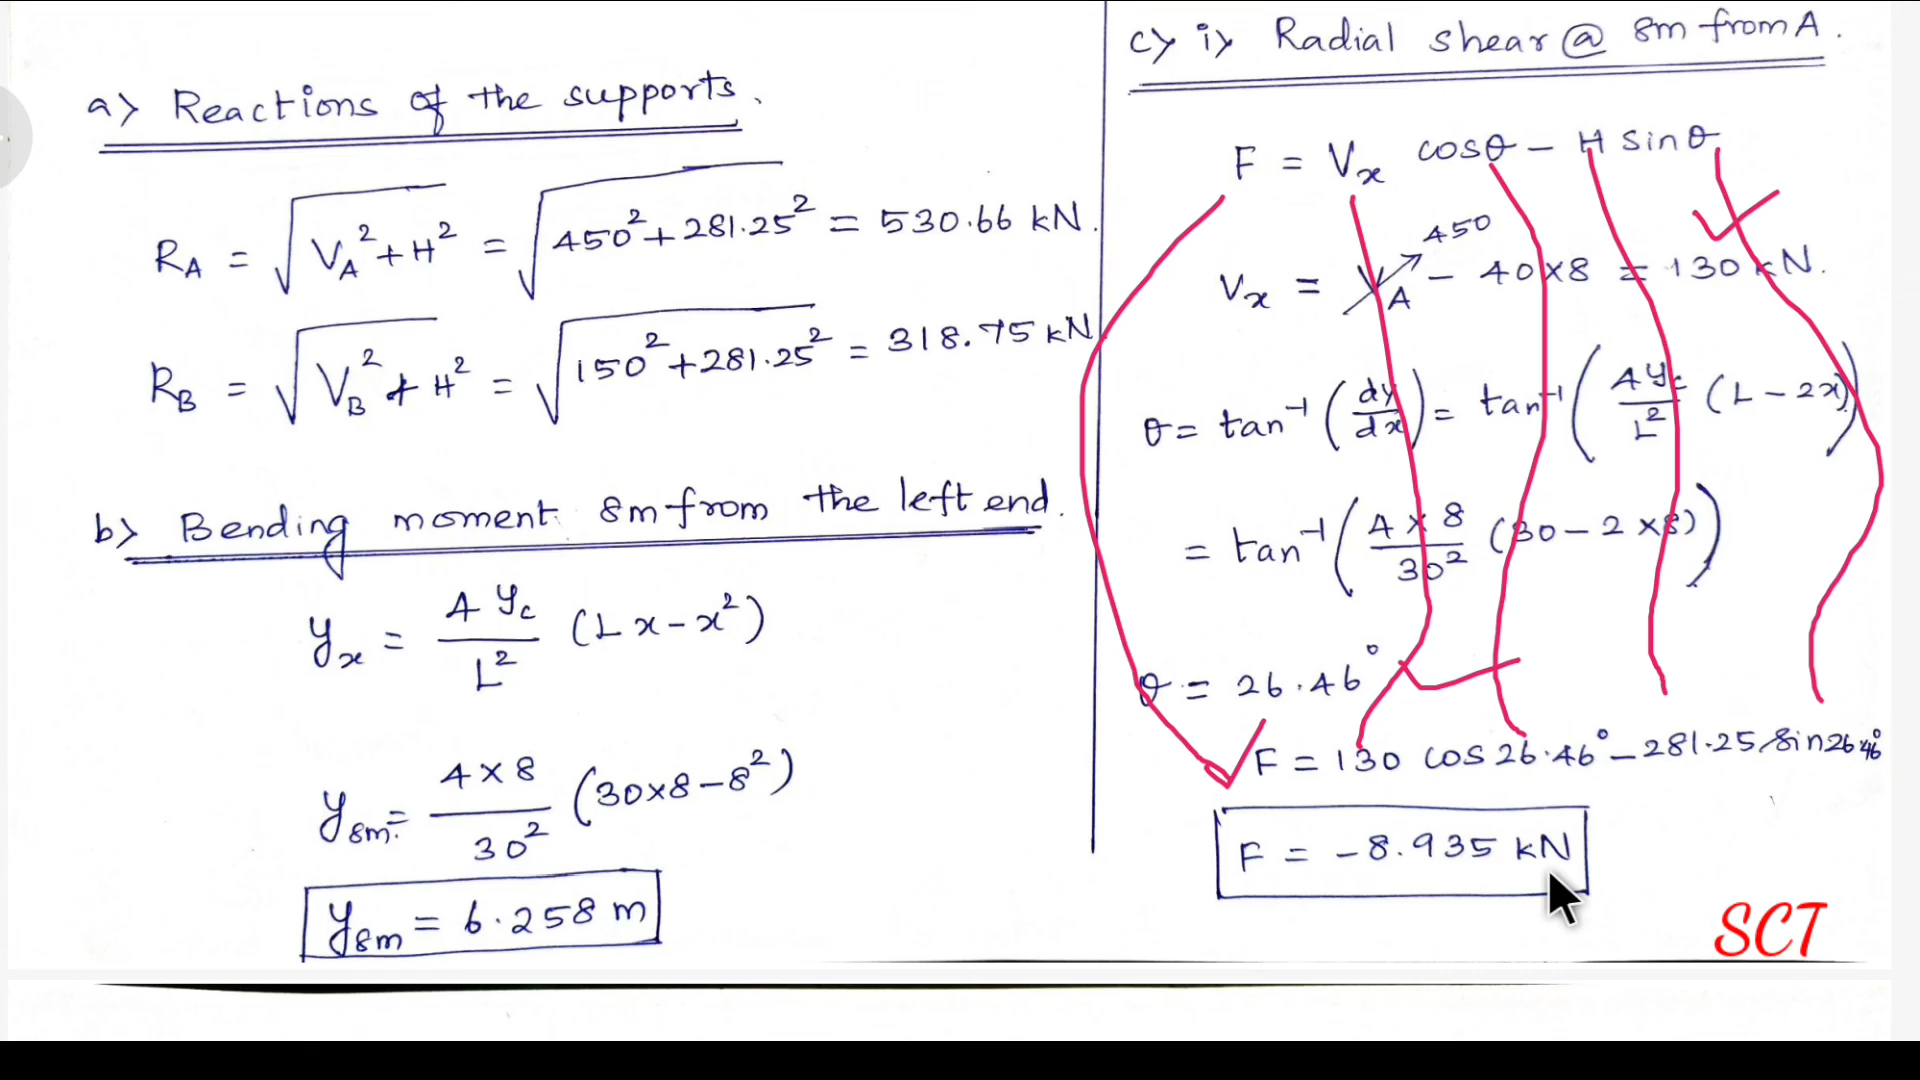 a) Reactions of the supports.
R_A = √(V_A² + H²) = √(450² + 281.25²) = 530.66 kN.
R_B = √(V_B² + H²) = √(150² + 281.25²) = 318.75 kN
b) Bending moment 8m from the left end.
y_x = 4 y_c / L² (Lx - x²)
y_8m = 4 × 8 / 30² (30×8 - 8²)
y_8m = 6.258 m
c) i) Radial shear @ 8m from A.
F = V_x cosθ - H sinθ
450
V_x = V_A - 40×8 = 130 kN.
θ = tan⁻¹(dy/dx) = tan⁻¹(4 y_c / L² (L - 2x))
= tan⁻¹(4 × 8 / 30² (30 - 2 × 8))
θ = 26.46°
F = 130 cos 26.46° - 281.25 sin 26.46°
F = -8.935 kN
SCT